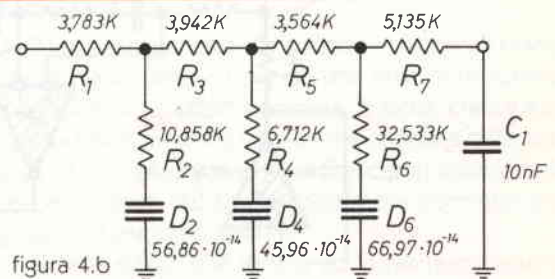 3,783K 3,942K 3,564K 5,135K
R₁ R₃ R₅ R₇
10,858K 6,712K 32,533K
R₂ R₄ R₆
C₁
10nF
D₂ D₄ D₆
56,86·10⁻¹⁴ 45,96·10⁻¹⁴ 66,97·10⁻¹⁴
figura 4.b